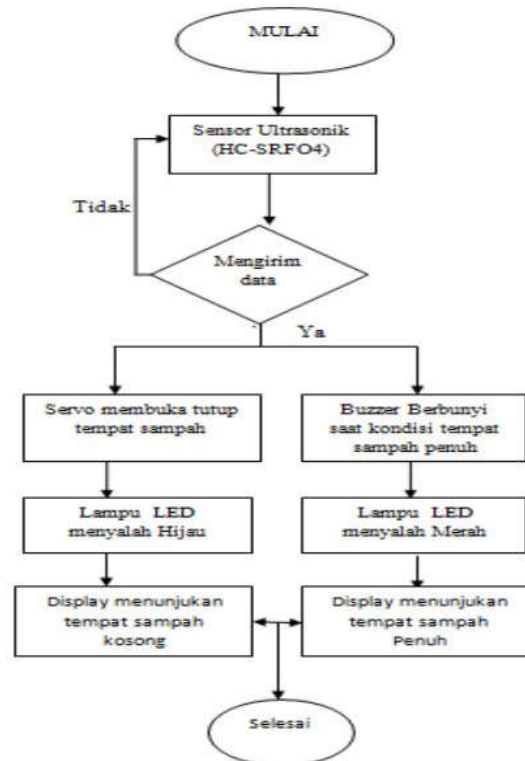 MULAI
Sensor Ultrasonik
(HC-SRFO4)
Tidak
Mengirim
data
Ya
Servo membuka tutup
tempat sampah
Buzzer Berbunyi
saat kondisi tempat
sampah penuh
Lampu LED
menyalah Hijau
Lampu LED
menyalah Merah
Display menunjukan
tempat sampah
kosong
Display menunjukan
tempat sampah
Penuh
Selesai